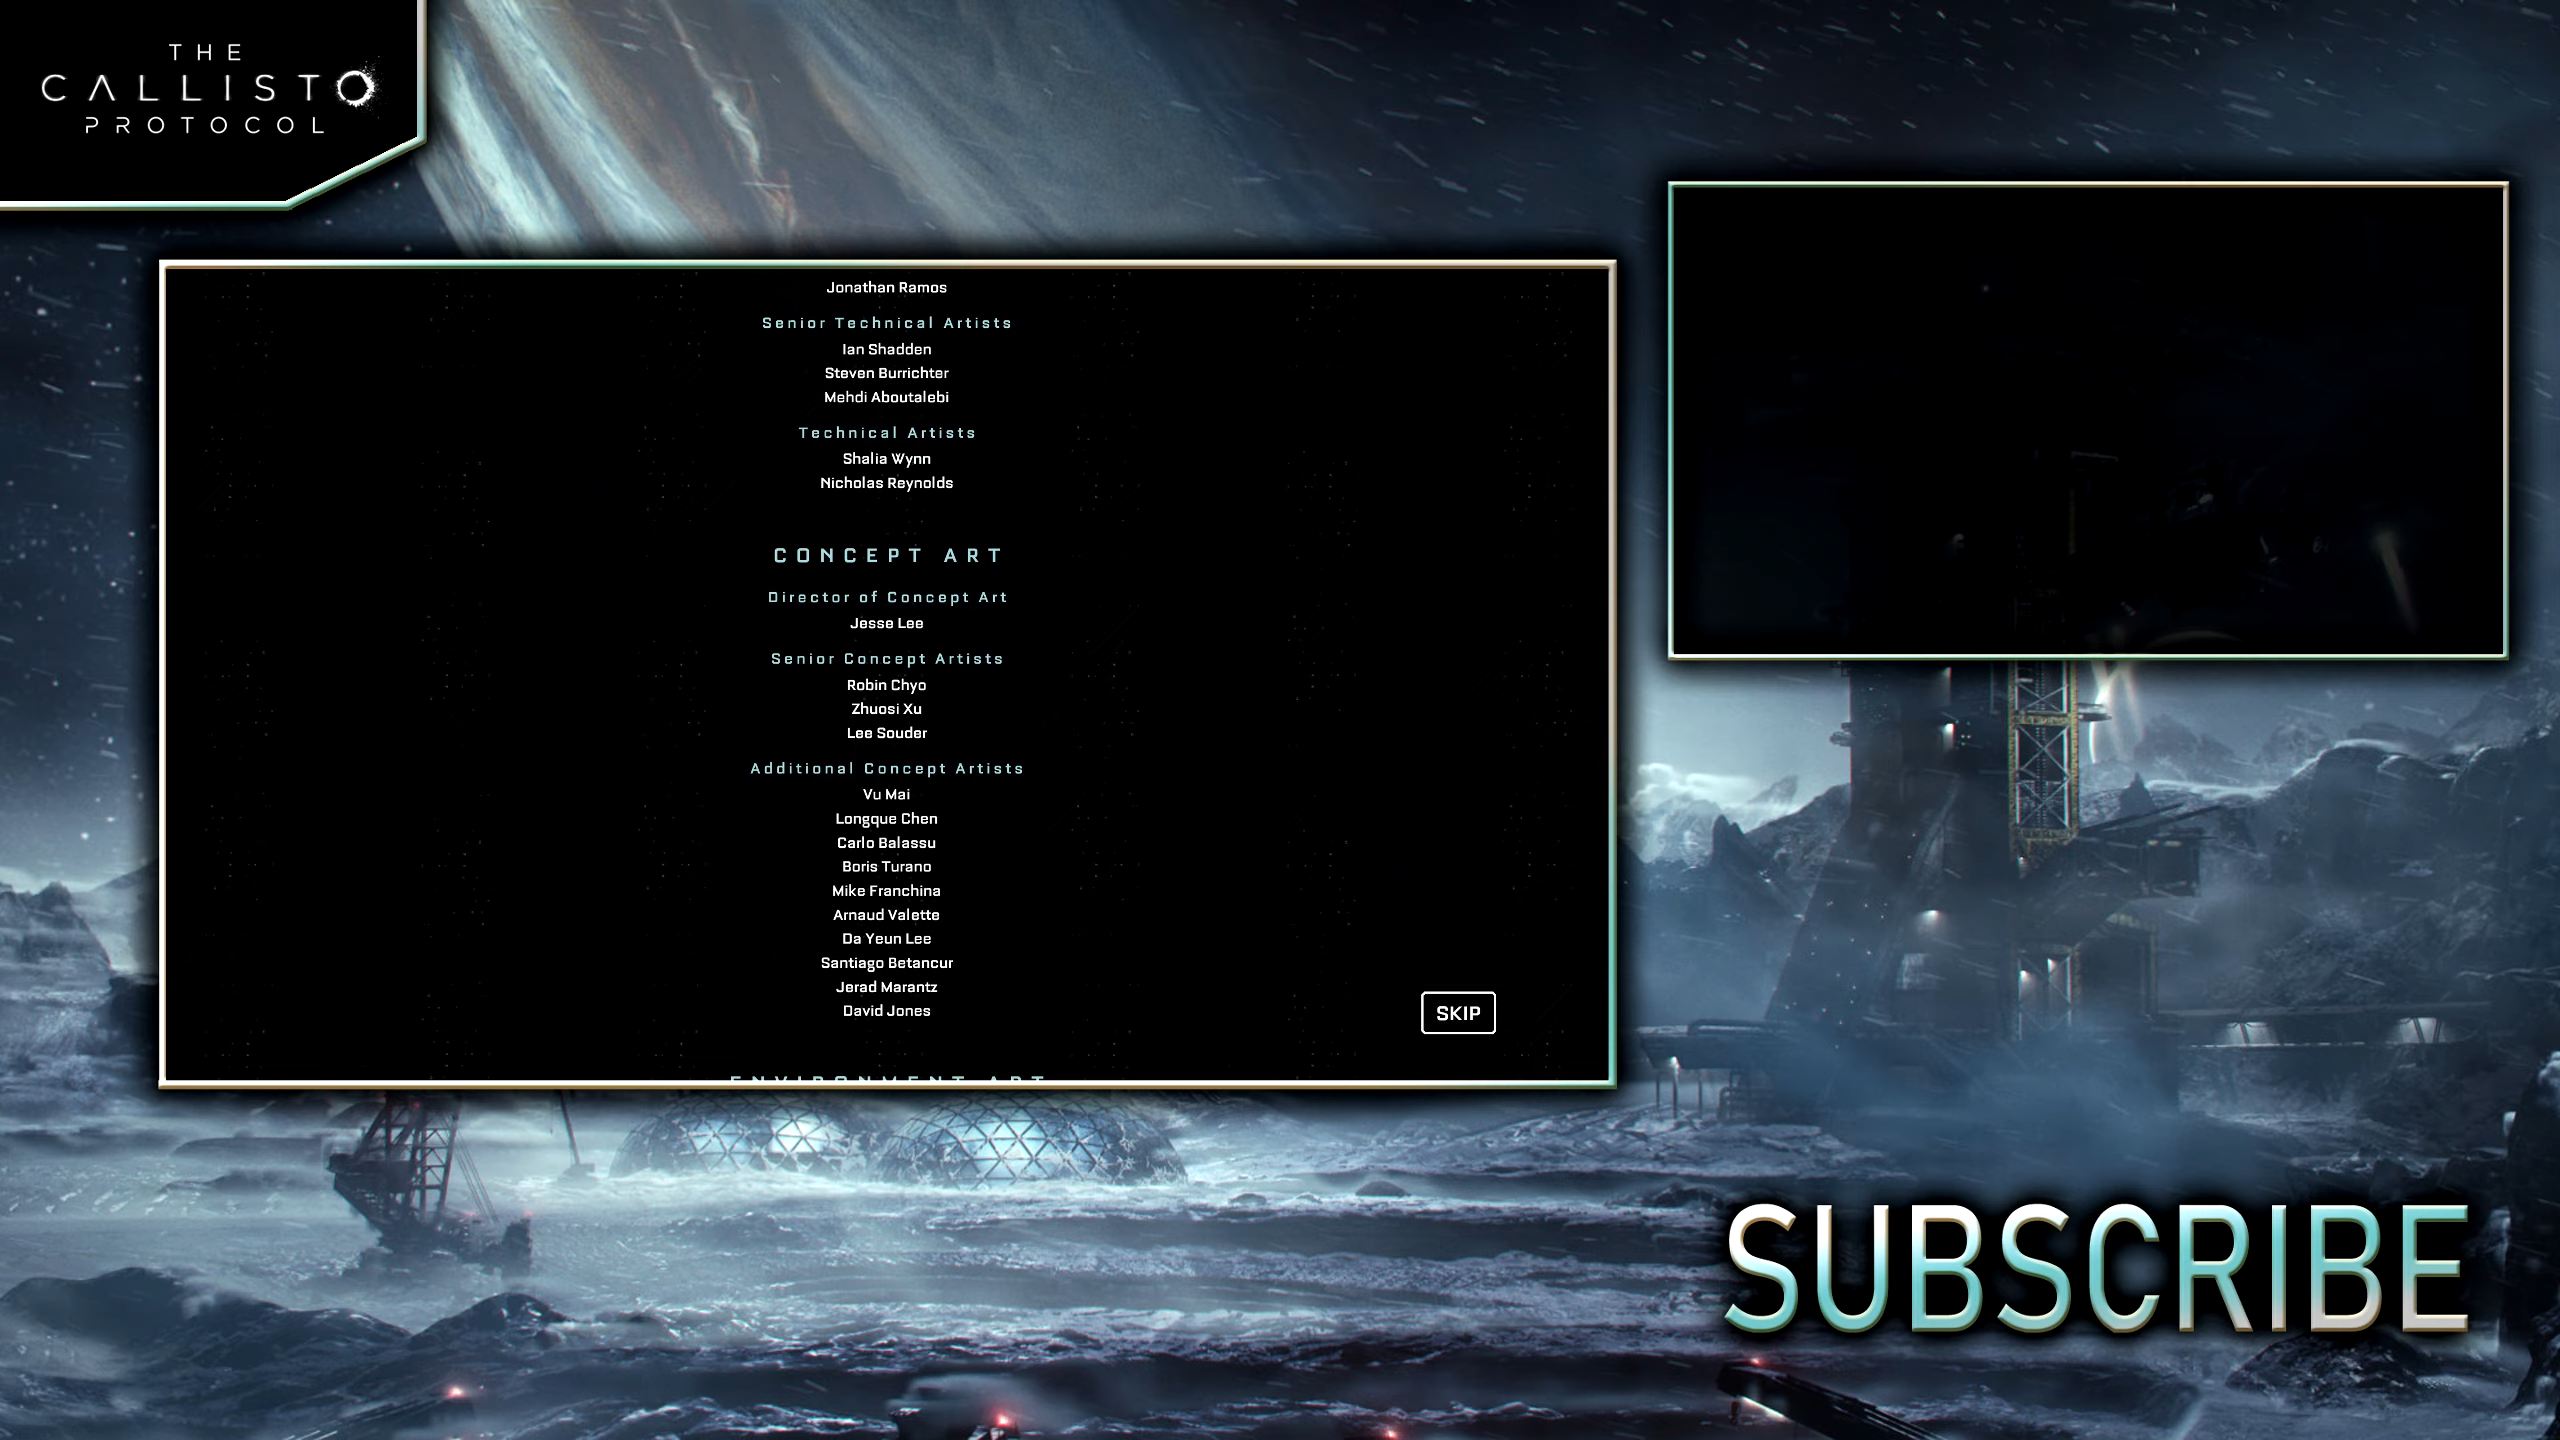 THE
CALLISTO
PROTOCOL
Jonathan Ramos
Senior Technical Artists
Ian Shadden
Steven Burrichter
Mehdi Aboutalebi
Technical Artists
Shalia Wynn
Nicholas Reynolds
CONCEPT ART
Director of Concept Art
Jesse Lee
Senior Concept Artists
Robin Chyo
Zhuosi Xu
Lee Souder
Additional Concept Artists
Vu Mai
Longque Chen
Carlo Balassu
Boris Turano
Mike Franchina
Arnaud Valette
Da Yeun Lee
Santiago Betancur
Jerad Marantz
David Jones
SKIP
ENVIRONMENT ART
SUBSCRIBE